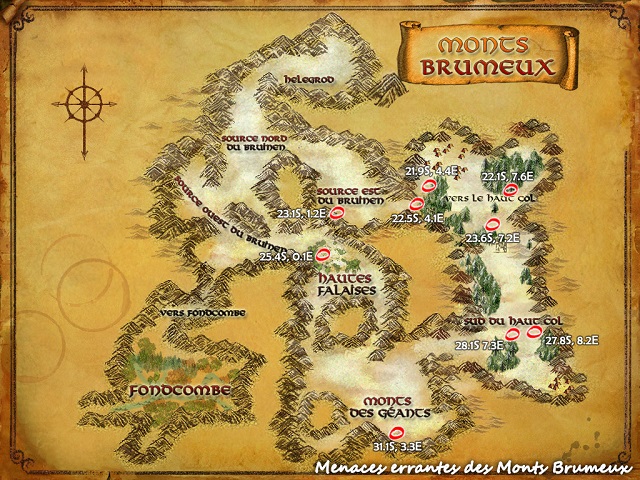 MONTS
BRUMEUX
HELEGROD
SOURCE NORD
DU BRUINEN
SOURCE OUEST DU BRUINEN
SOURCE EST
DU BRUINEN
23.1S, 1.2E
21.9S, 4.4E
22.5S, 4.1E
22.1S, 7.6E
VERS LE HAUT COL
23.6S, 7.2E
25.4S, 0.1E
HAUTES
FALAISES
VERS FONDCOMBE
SUD DU HAUT COL
28.1S 7.3E
27.8S, 8.2E
FONDCOMBE
MONTS
DES GÉANTS
31.1S, 3.3E
Menaces errantes des Monts Brumeux